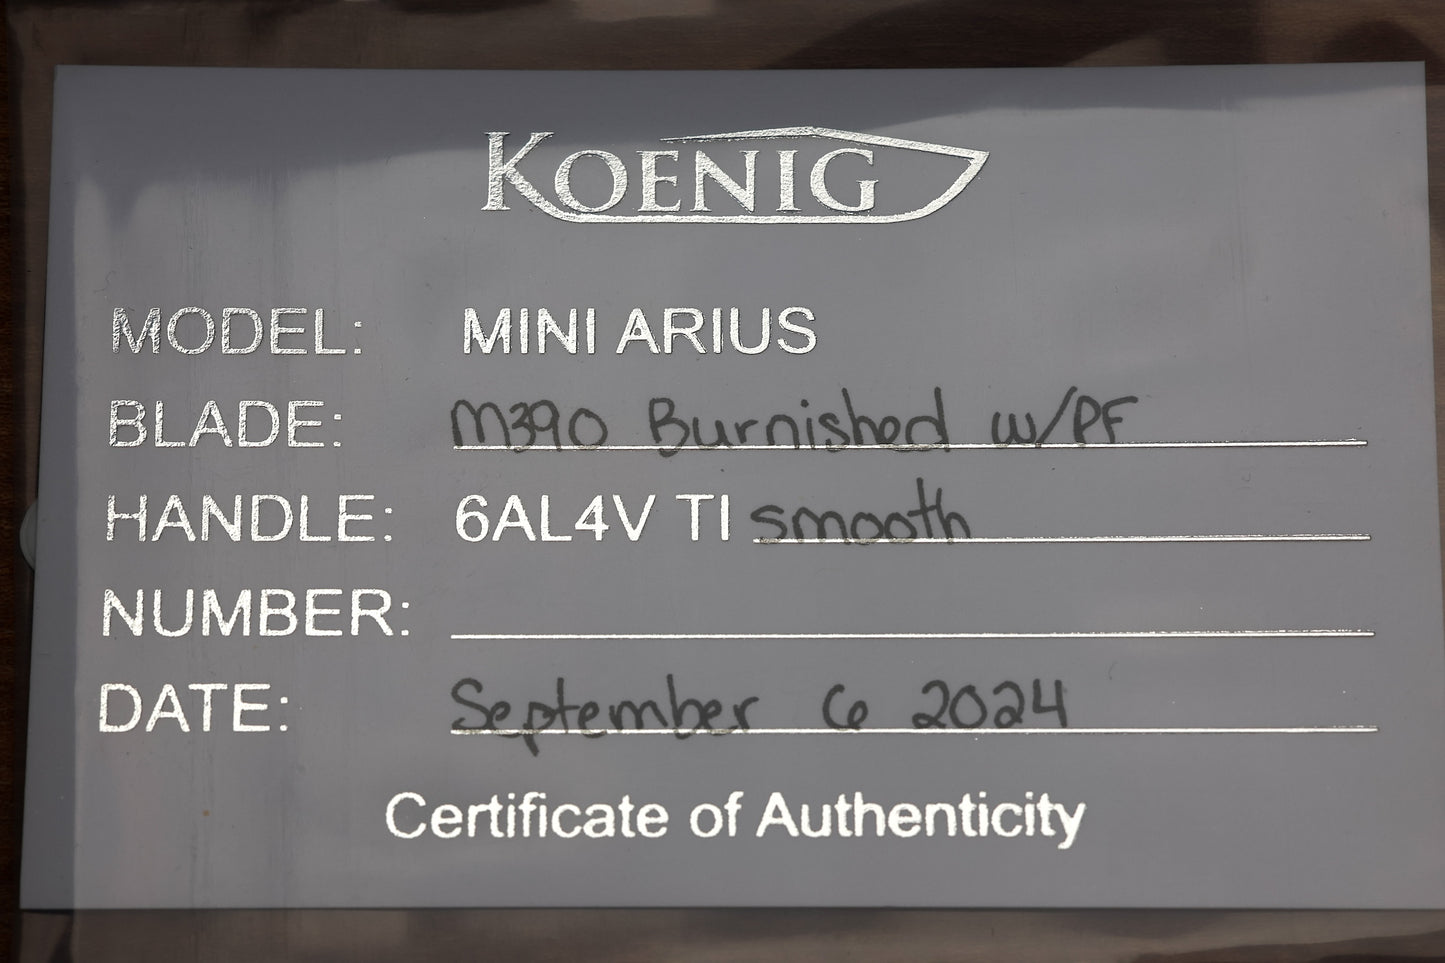 KOENIG
MODEL: MINI ARIUS
BLADE: M390 Burnished w/PF
HANDLE: 6AL4V TI smooth
NUMBER:
DATE: September 6 2024
Certificate of Authenticity